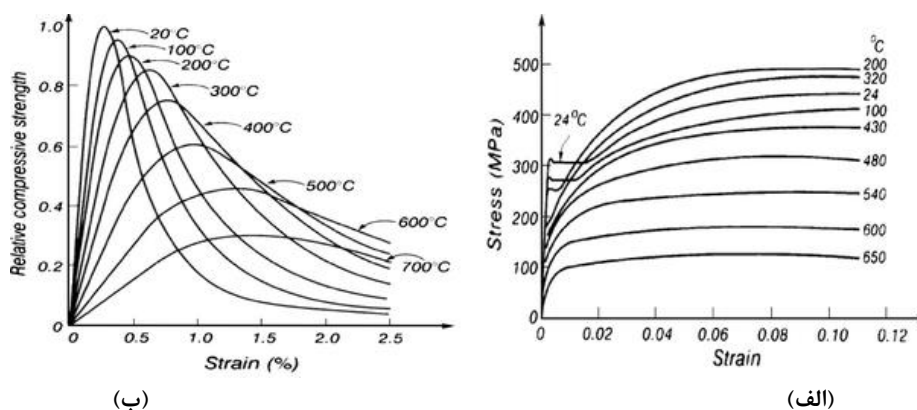 20°C
100°C
200°C
300°C
400°C
500°C
600°C
700°C
1.0
0.8
0.6
0.4
0.2
0
Relative compressive strength
0 0.5 1.0 1.5 2.0 2.5
Strain (%)
(ب)
°C
200
320
24
100
430
480
540
600
650
24°C
500
400
300
200
100
0
Stress (MPa)
0 0.02 0.04 0.06 0.08 0.10 0.12
Strain
(الف)